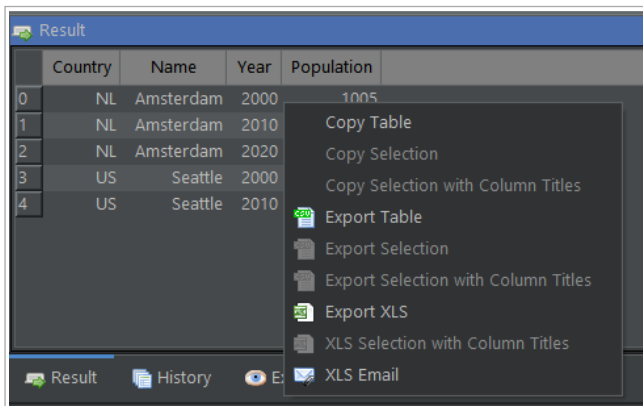 Result
Country Name Year Population
0 NL Amsterdam 2000 1005
1 NL Amsterdam 2010
2 NL Amsterdam 2020
3 US Seattle 2000
4 US Seattle 2010
Copy Table
Copy Selection
Copy Selection with Column Titles
Export Table
Export Selection
Export Selection with Column Titles
Export XLS
XLS Selection with Column Titles
XLS Email
Result History